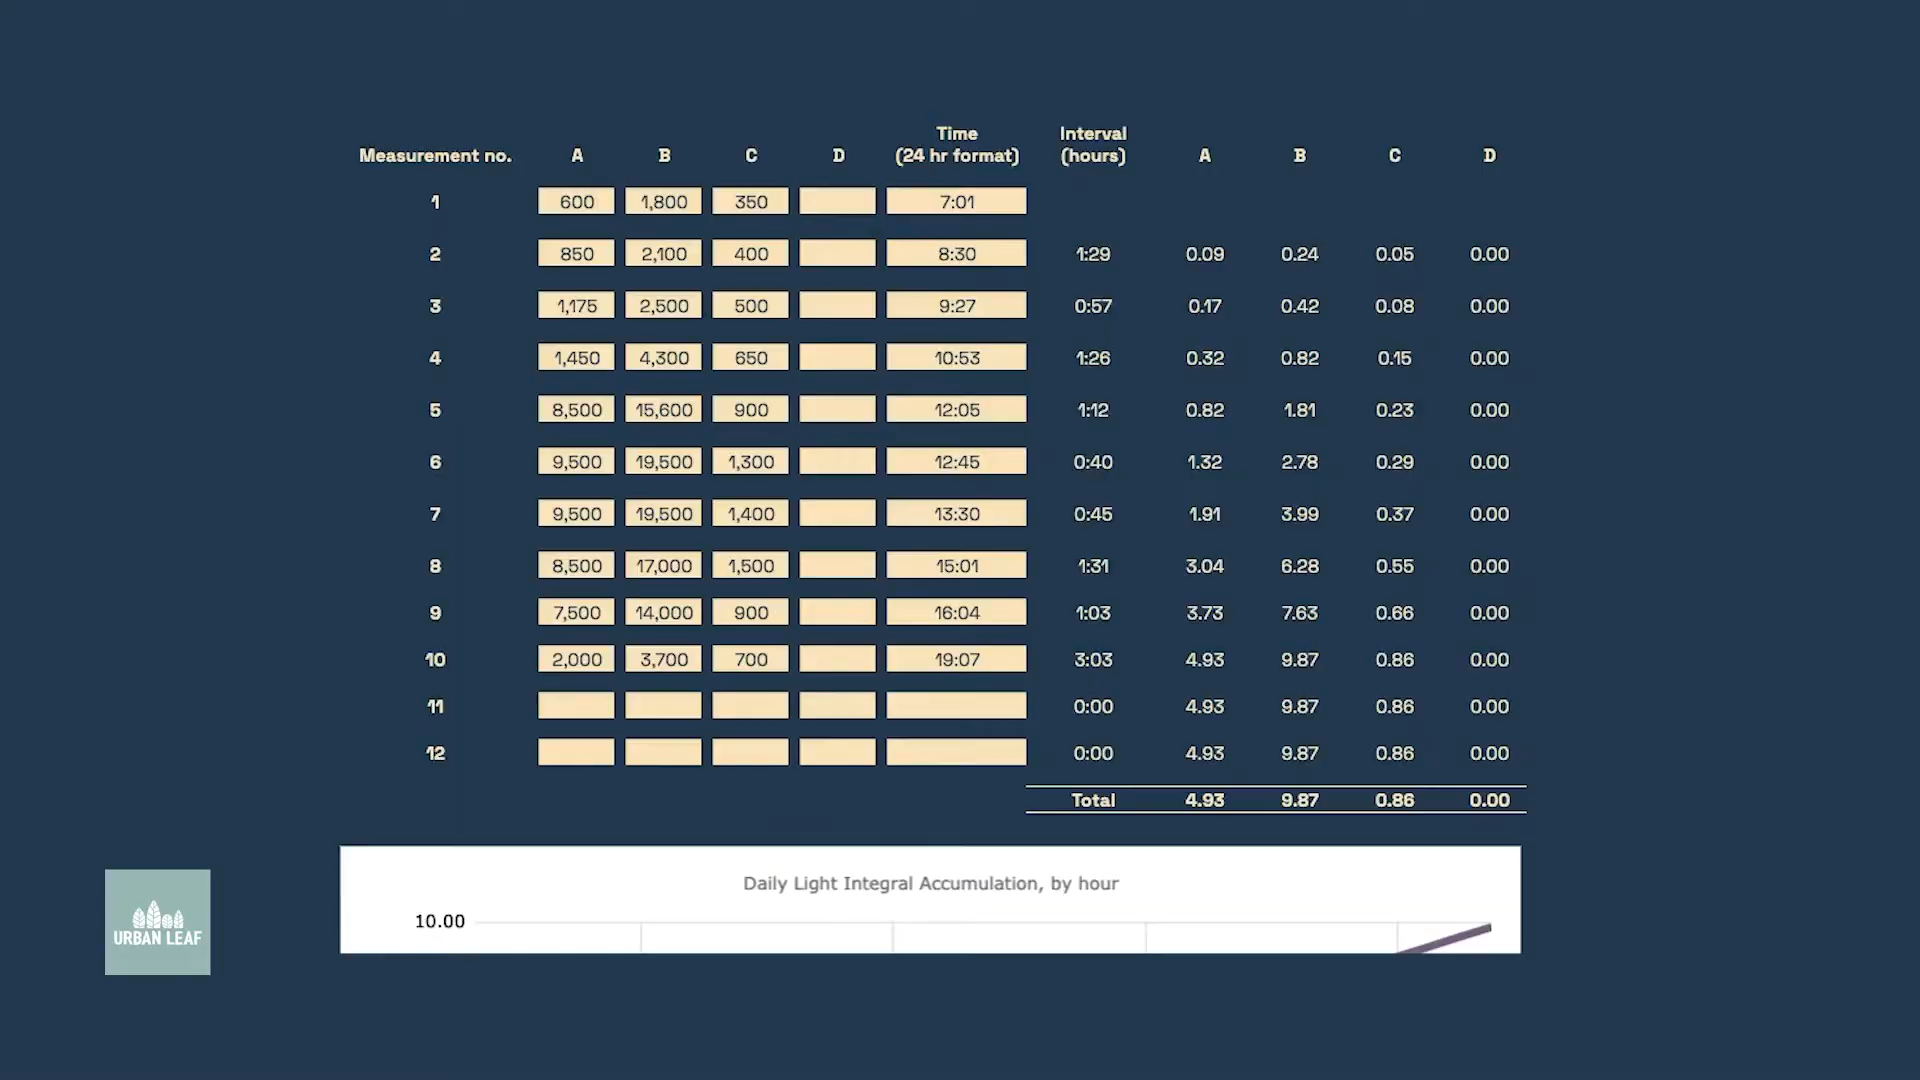 Time Interval
Measurement no. A B C D (24 hr format) (hours) A B C D
1 600 1,800 350 7:01
2 850 2,100 400 8:30 1:29 0.09 0.24 0.05 0.00
3 1,175 2,500 500 9:27 0:57 0.17 0.42 0.08 0.00
4 1,450 4,300 650 10:53 1:26 0.32 0.82 0.15 0.00
5 8,500 15,600 900 12:05 1:12 0.82 1.81 0.23 0.00
6 9,500 19,500 1,300 12:45 0:40 1.32 2.78 0.29 0.00
7 9,500 19,500 1,400 13:30 0:45 1.91 3.99 0.37 0.00
8 8,500 17,000 1,500 15:01 1:31 3.04 6.28 0.55 0.00
9 7,500 14,000 900 16:04 1:03 3.73 7.63 0.66 0.00
10 2,000 3,700 700 19:07 3:03 4.93 9.87 0.86 0.00
11 0:00 4.93 9.87 0.86 0.00
12 0:00 4.93 9.87 0.86 0.00
Total 4.93 9.87 0.86 0.00
Daily Light Integral Accumulation, by hour
10.00
URBAN LEAF